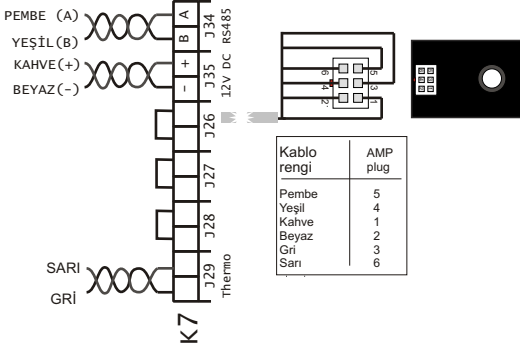 PEMBE (A)
YEŞİL(B)
KAHVE(+)
BEYAZ(-)
A
B
+
-
J34
RS485
J35
12V DC
J26
J27
J28
J29
Thermo
SARI
GRİ
K7
6
5
4
3
2
1
Kablo rengi
AMP plug
Pembe 5
Yeşil 4
Kahve 1
Beyaz 2
Gri 3
Sarı 6